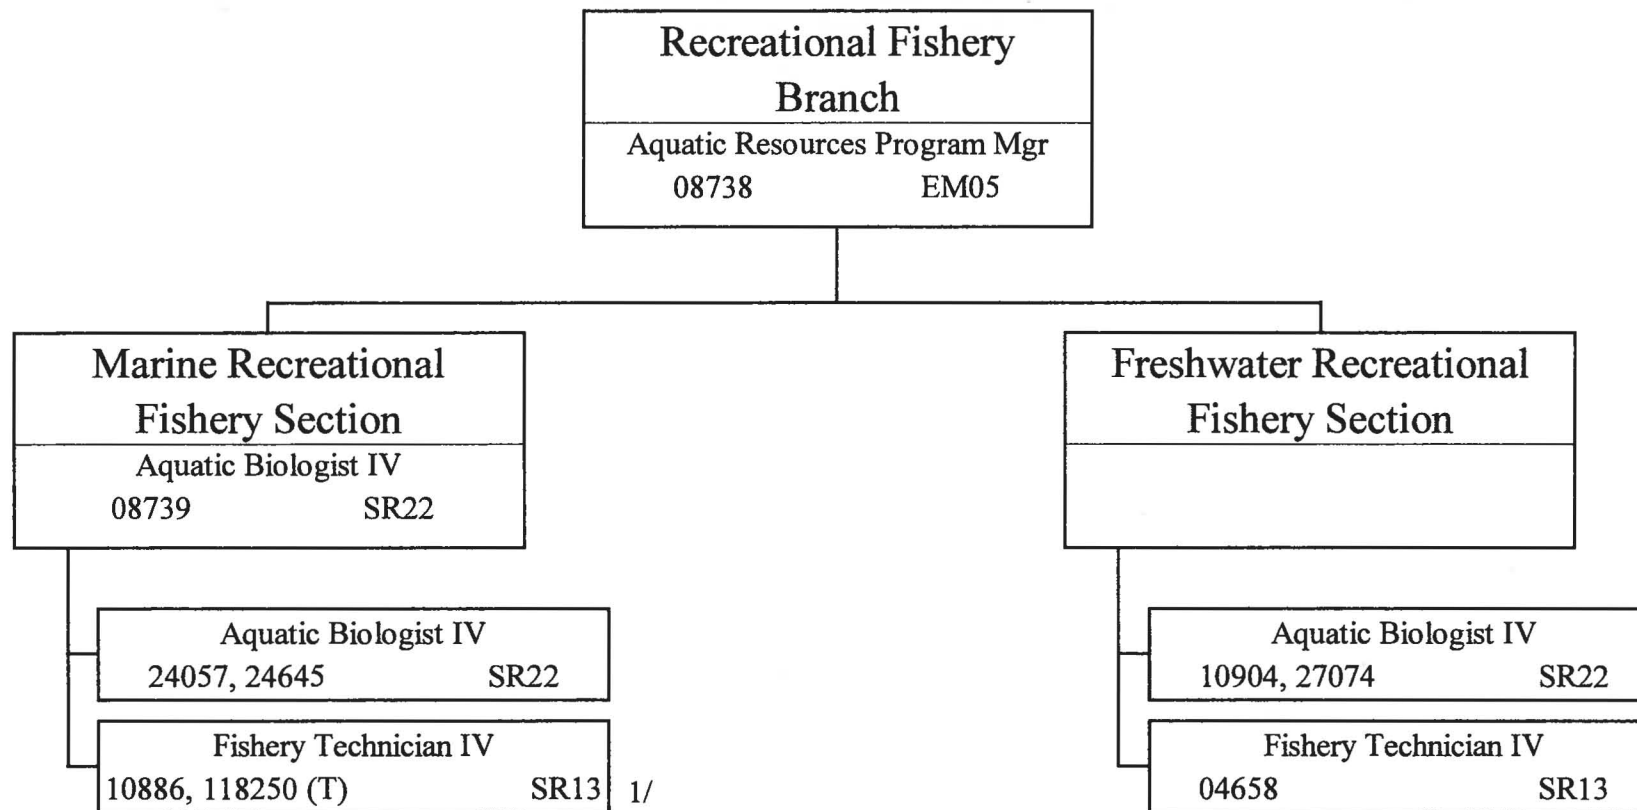 Recreational Fishery
Branch
Aquatic Resources Program Mgr
08738 EM05
Marine Recreational
Fishery Section
Aquatic Biologist IV
08739 SR22
Aquatic Biologist IV
24057, 24645 SR22
Fishery Technician IV
10886, 118250 (T) SR13 1/
Freshwater Recreational
Fishery Section
Aquatic Biologist IV
10904, 27074 SR22
Fishery Technician IV
04658 SR13